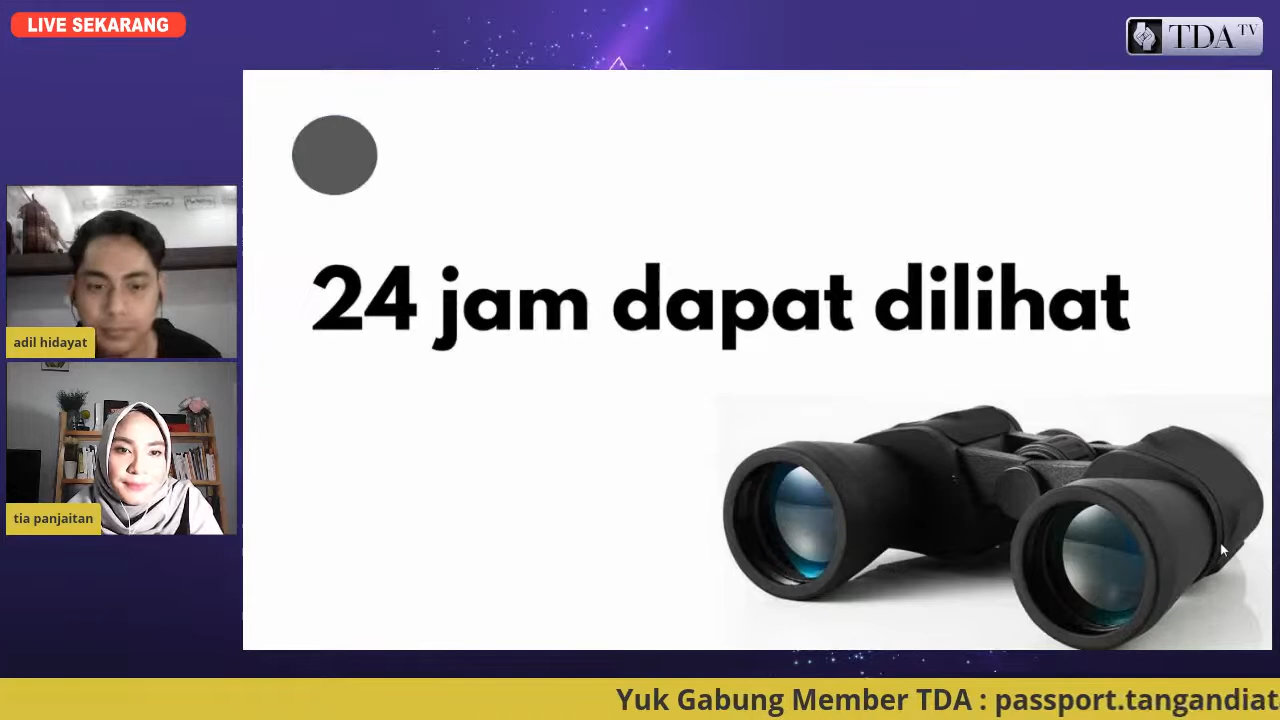 LIVE SEKARANG
TDA TV
24 jam dapat dilihat
adil hidayat
tia panjaitan
Yuk Gabung Member TDA : passport.tangandiat